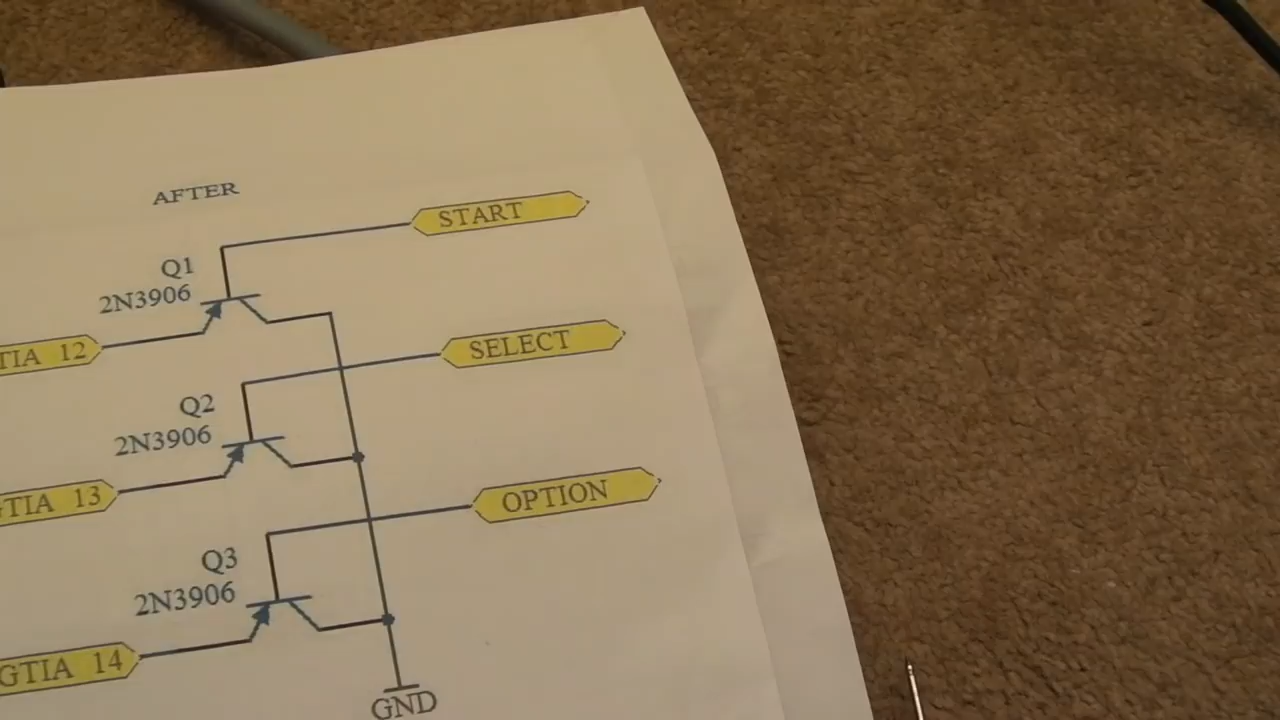 AFTER
START
Q1
2N3906
TIA 12
SELECT
Q2
2N3906
GTIA 13
OPTION
Q3
2N3906
GTIA 14
GND